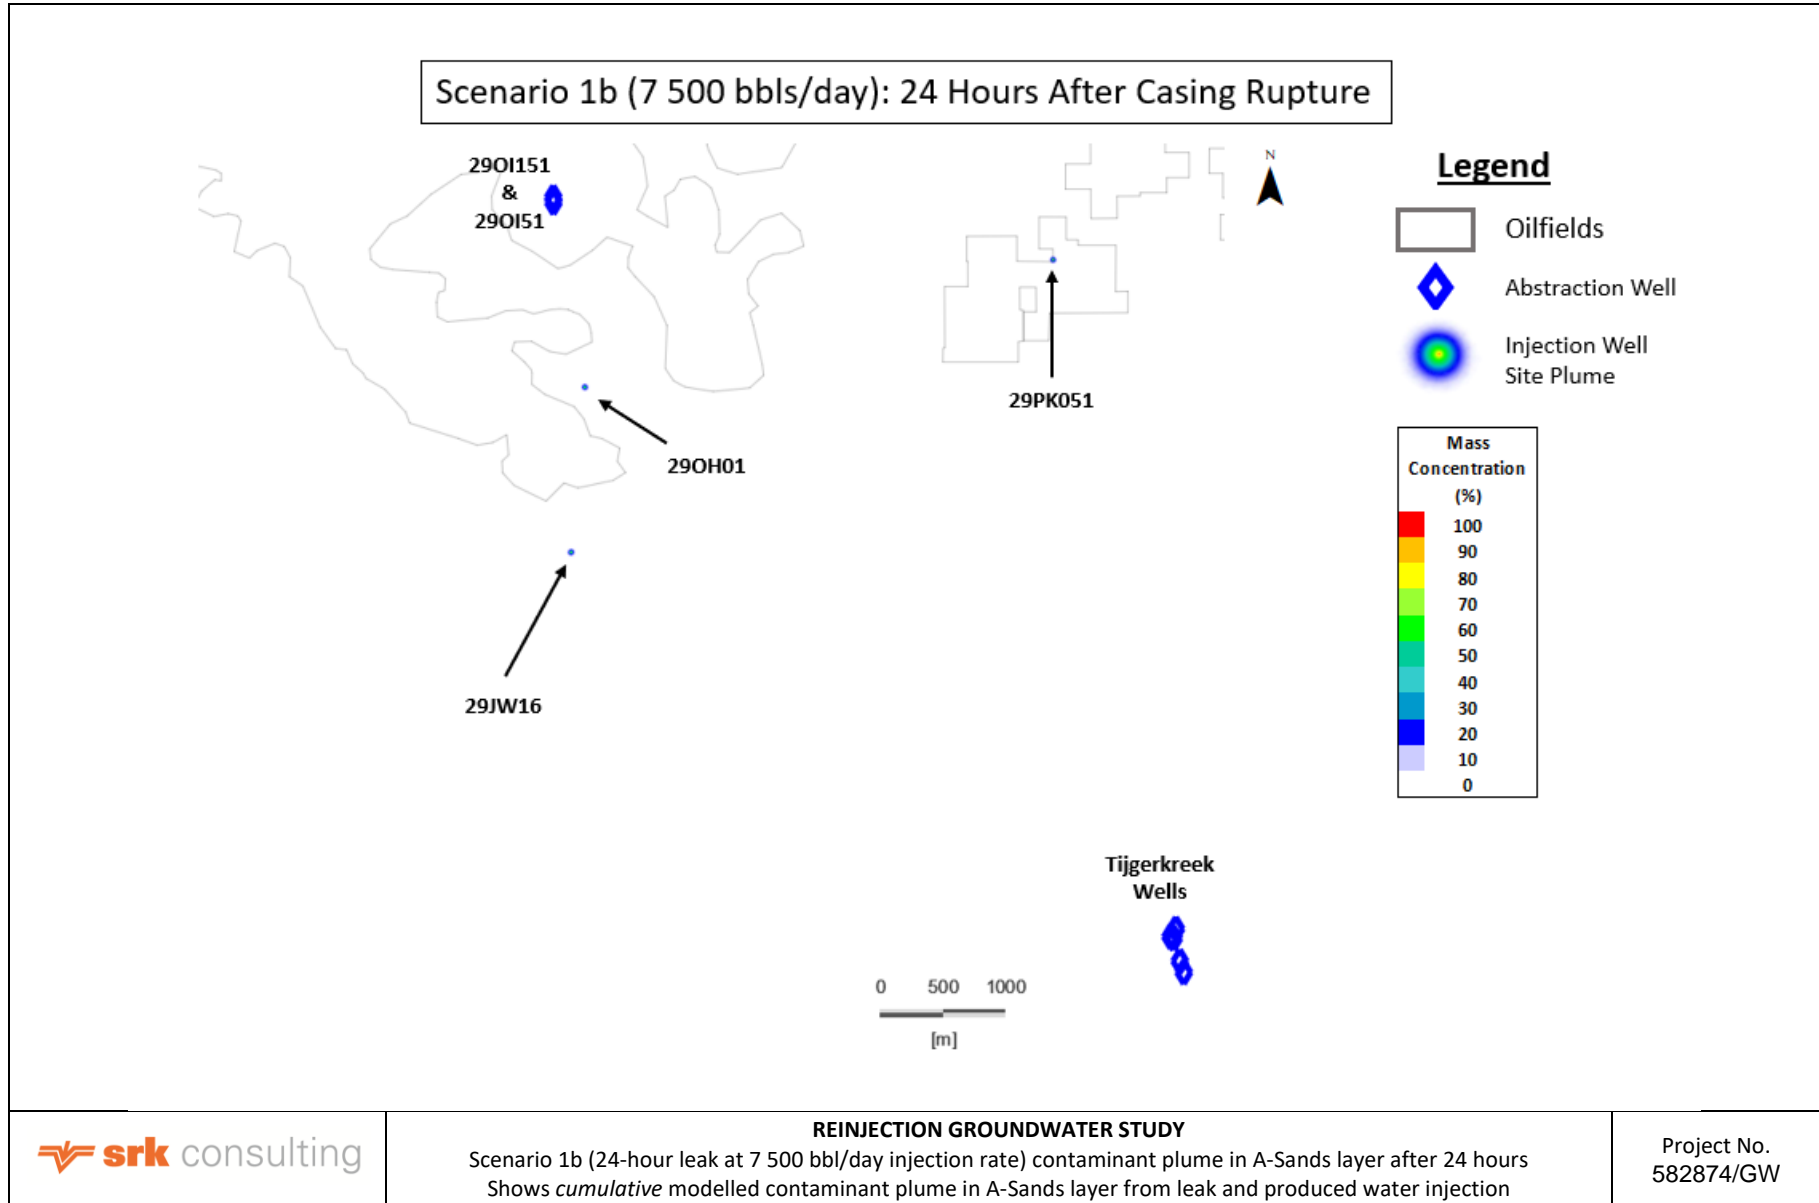 Scenario 1b (7 500 bbls/day): 24 Hours After Casing Rupture
29OI151
&
29OI51
N
Legend
Oilfields
Abstraction Well
Injection Well
Site Plume
29PK051
29OH01
29JW16
Mass
Concentration
(%)
100
90
80
70
60
50
40
30
20
10
0
Tijgerkreek
Wells
0 500 1000
[m]
srk consulting
REINJECTION GROUNDWATER STUDY
Scenario 1b (24-hour leak at 7 500 bbl/day injection rate) contaminant plume in A-Sands layer after 24 hours
Shows cumulative modelled contaminant plume in A-Sands layer from leak and produced water injection
Project No.
582874/GW